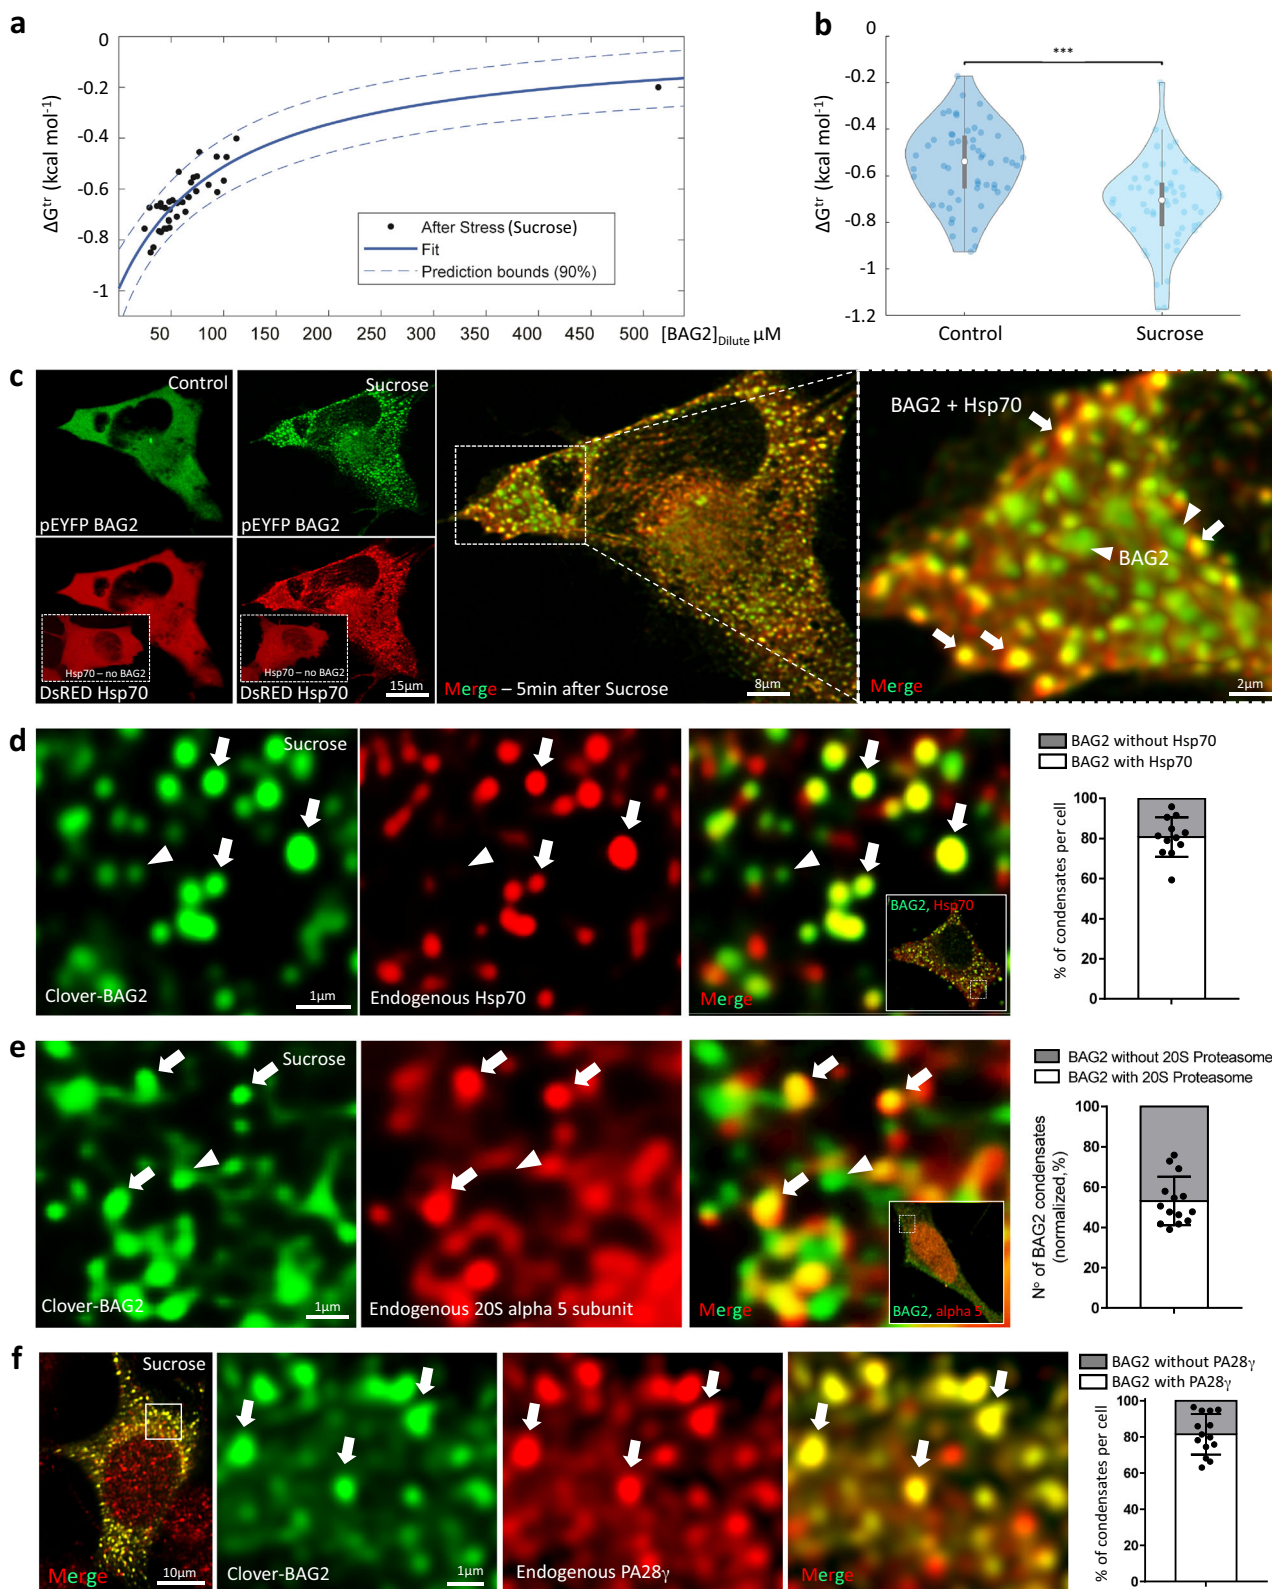 a
0
-0.2
-0.4
-0.6
-0.8
-1
ΔGᵗʳ (kcal mol⁻¹)
After Stress (Sucrose)
Fit
Prediction bounds (90%)
50 100 150 200 250 300 350 400 450 500 [BAG2]Dilute μM
b
0
-0.2
-0.4
-0.6
-0.8
-1
-1.2
ΔGᵗʳ (kcal mol⁻¹)
***
Control Sucrose
c
Control
pEYFP BAG2
Sucrose
pEYFP BAG2
Hsp70 – no BAG2
DsRED Hsp70
Hsp70 – no BAG2
DsRED Hsp70
15μm
Merge – 5min after Sucrose
8μm
BAG2 + Hsp70
BAG2
Merge
2μm
d
Sucrose
Clover-BAG2
1μm
Endogenous Hsp70
BAG2, Hsp70
Merge
BAG2 without Hsp70
BAG2 with Hsp70
100
80
60
40
20
0
% of condensates per cell
e
Sucrose
Clover-BAG2
1μm
Endogenous 20S alpha 5 subunit
Merge
BAG2, alpha 5
BAG2 without 20S Proteasome
BAG2 with 20S Proteasome
100
80
60
40
20
0
Nº of BAG2 condensates
(normalized,%)
f
Sucrose
Merge
10μm
Clover-BAG2
1μm
Endogenous PA28γ
Merge
BAG2 without PA28γ
BAG2 with PA28γ
100
80
60
40
20
0
% of condensates per cell